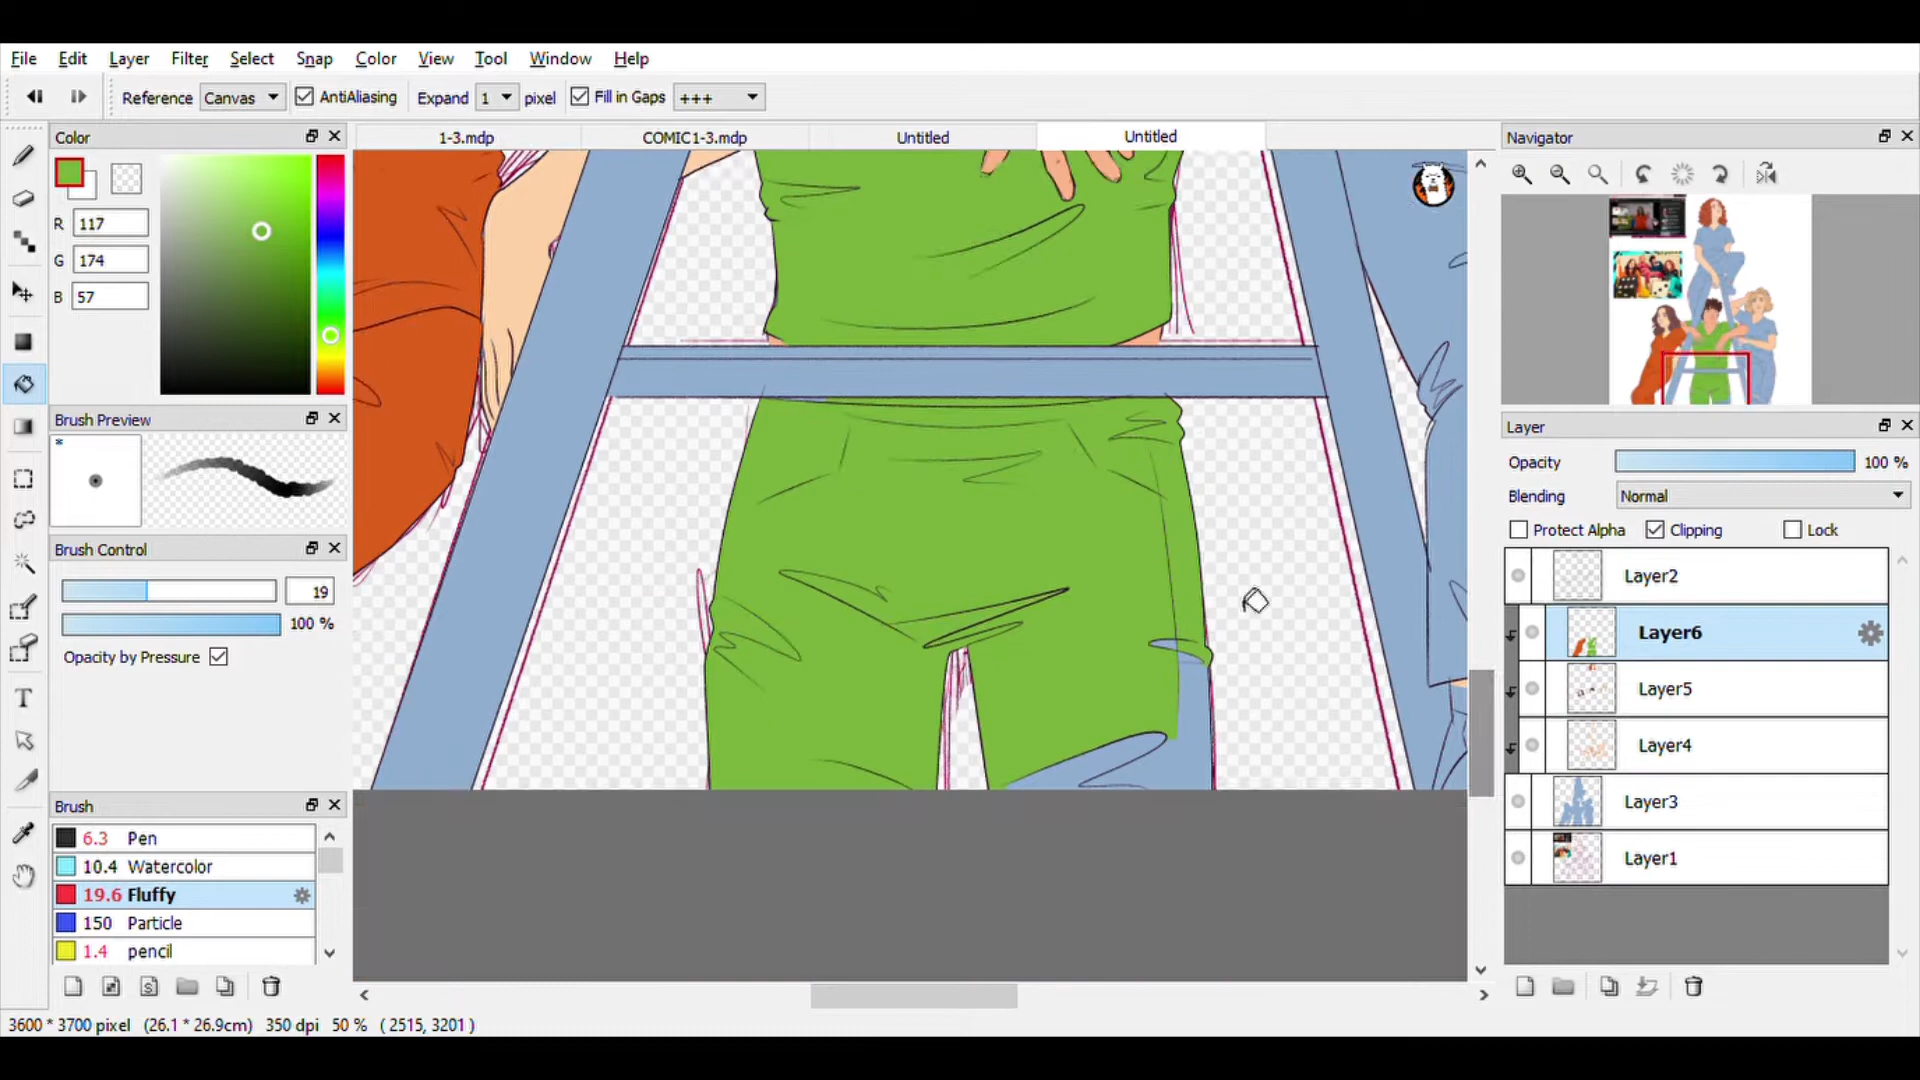 File Edit Layer Filter Select Snap Color View Tool Window Help
Reference Canvas AntiAliasing Expand 1 pixel Fill in Gaps +++
Color
1-3.mdp COMIC1-3.mdp Untitled Untitled
Navigator
R 117
G 174
B 57
Brush Preview
*
Brush Control
19
100 %
Opacity by Pressure
Brush
6.3 Pen
10.4 Watercolor
19.6 Fluffy
150 Particle
1.4 pencil
S
T
Layer
Opacity 100 %
Blending Normal
Protect Alpha Clipping Lock
Layer2
Layer6
Layer5
Layer4
Layer3
Layer1
3600 * 3700 pixel (26.1 * 26.9cm) 350 dpi 50 % ( 2515, 3201 )